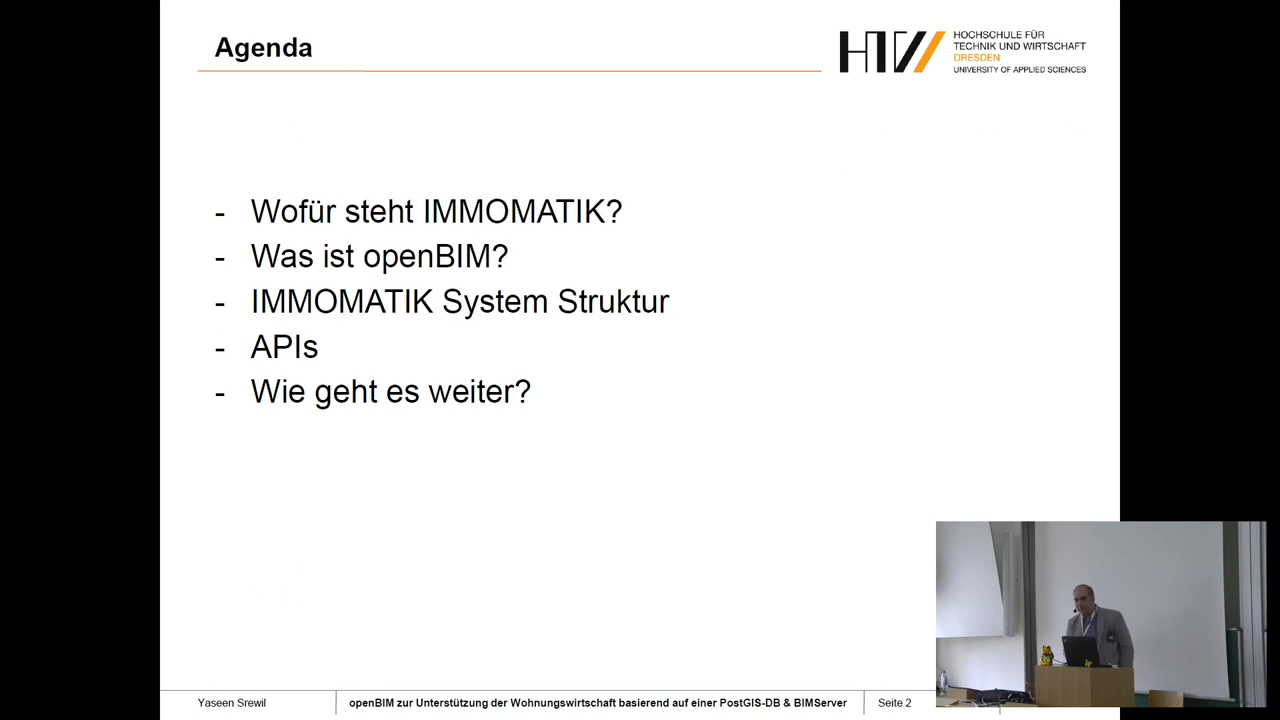 Agenda
HOCHSCHULE FÜR
TECHNIK UND WIRTSCHAFT
DRESDEN
UNIVERSITY OF APPLIED SCIENCES
- Wofür steht IMMOMATIK?
- Was ist openBIM?
- IMMOMATIK System Struktur
- APIs
- Wie geht es weiter?
Yaseen Srewil
openBIM zur Unterstützung der Wohnungswirtschaft basierend auf einer PostGIS-DB & BIMServer
Seite 2